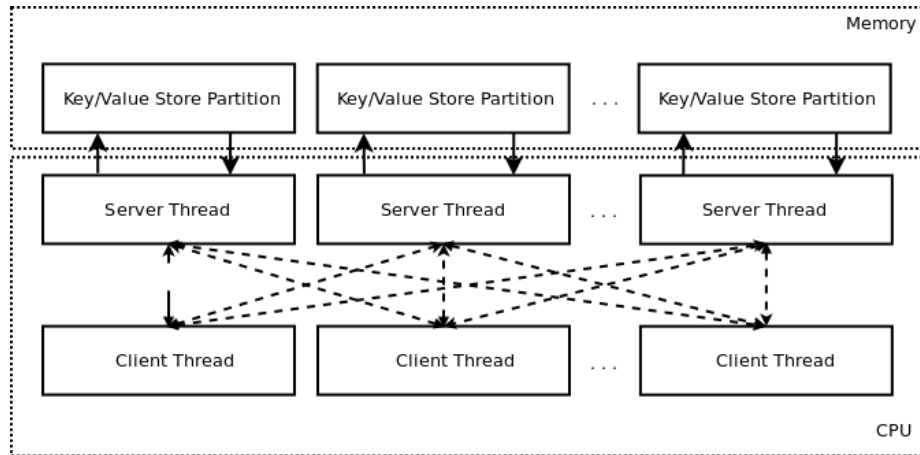 Memory
Key/Value Store Partition
Key/Value Store Partition
. . .
Key/Value Store Partition
Server Thread
Server Thread
. . .
Server Thread
Client Thread
Client Thread
. . .
Client Thread
CPU